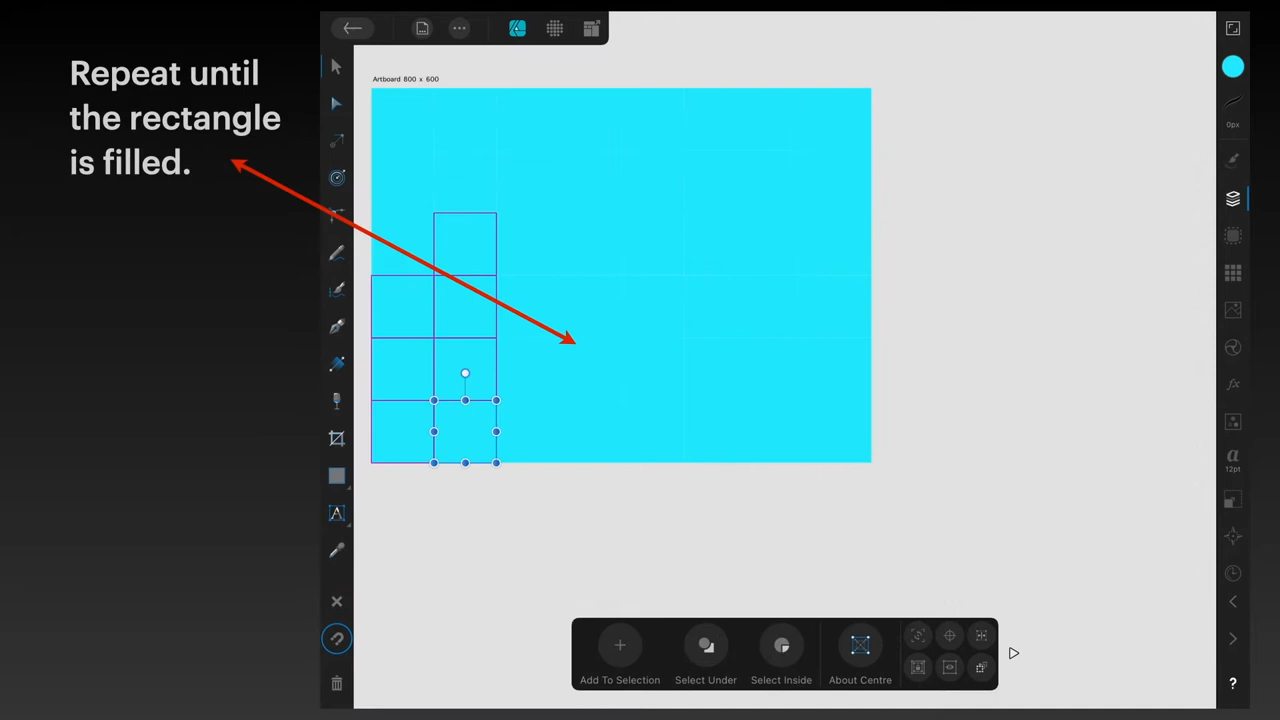 Repeat until
the rectangle
is filled.
Artboard 800 x 600
0px
fx
a
12pt
A
Add To Selection
Select Under
Select Inside
About Centre
?